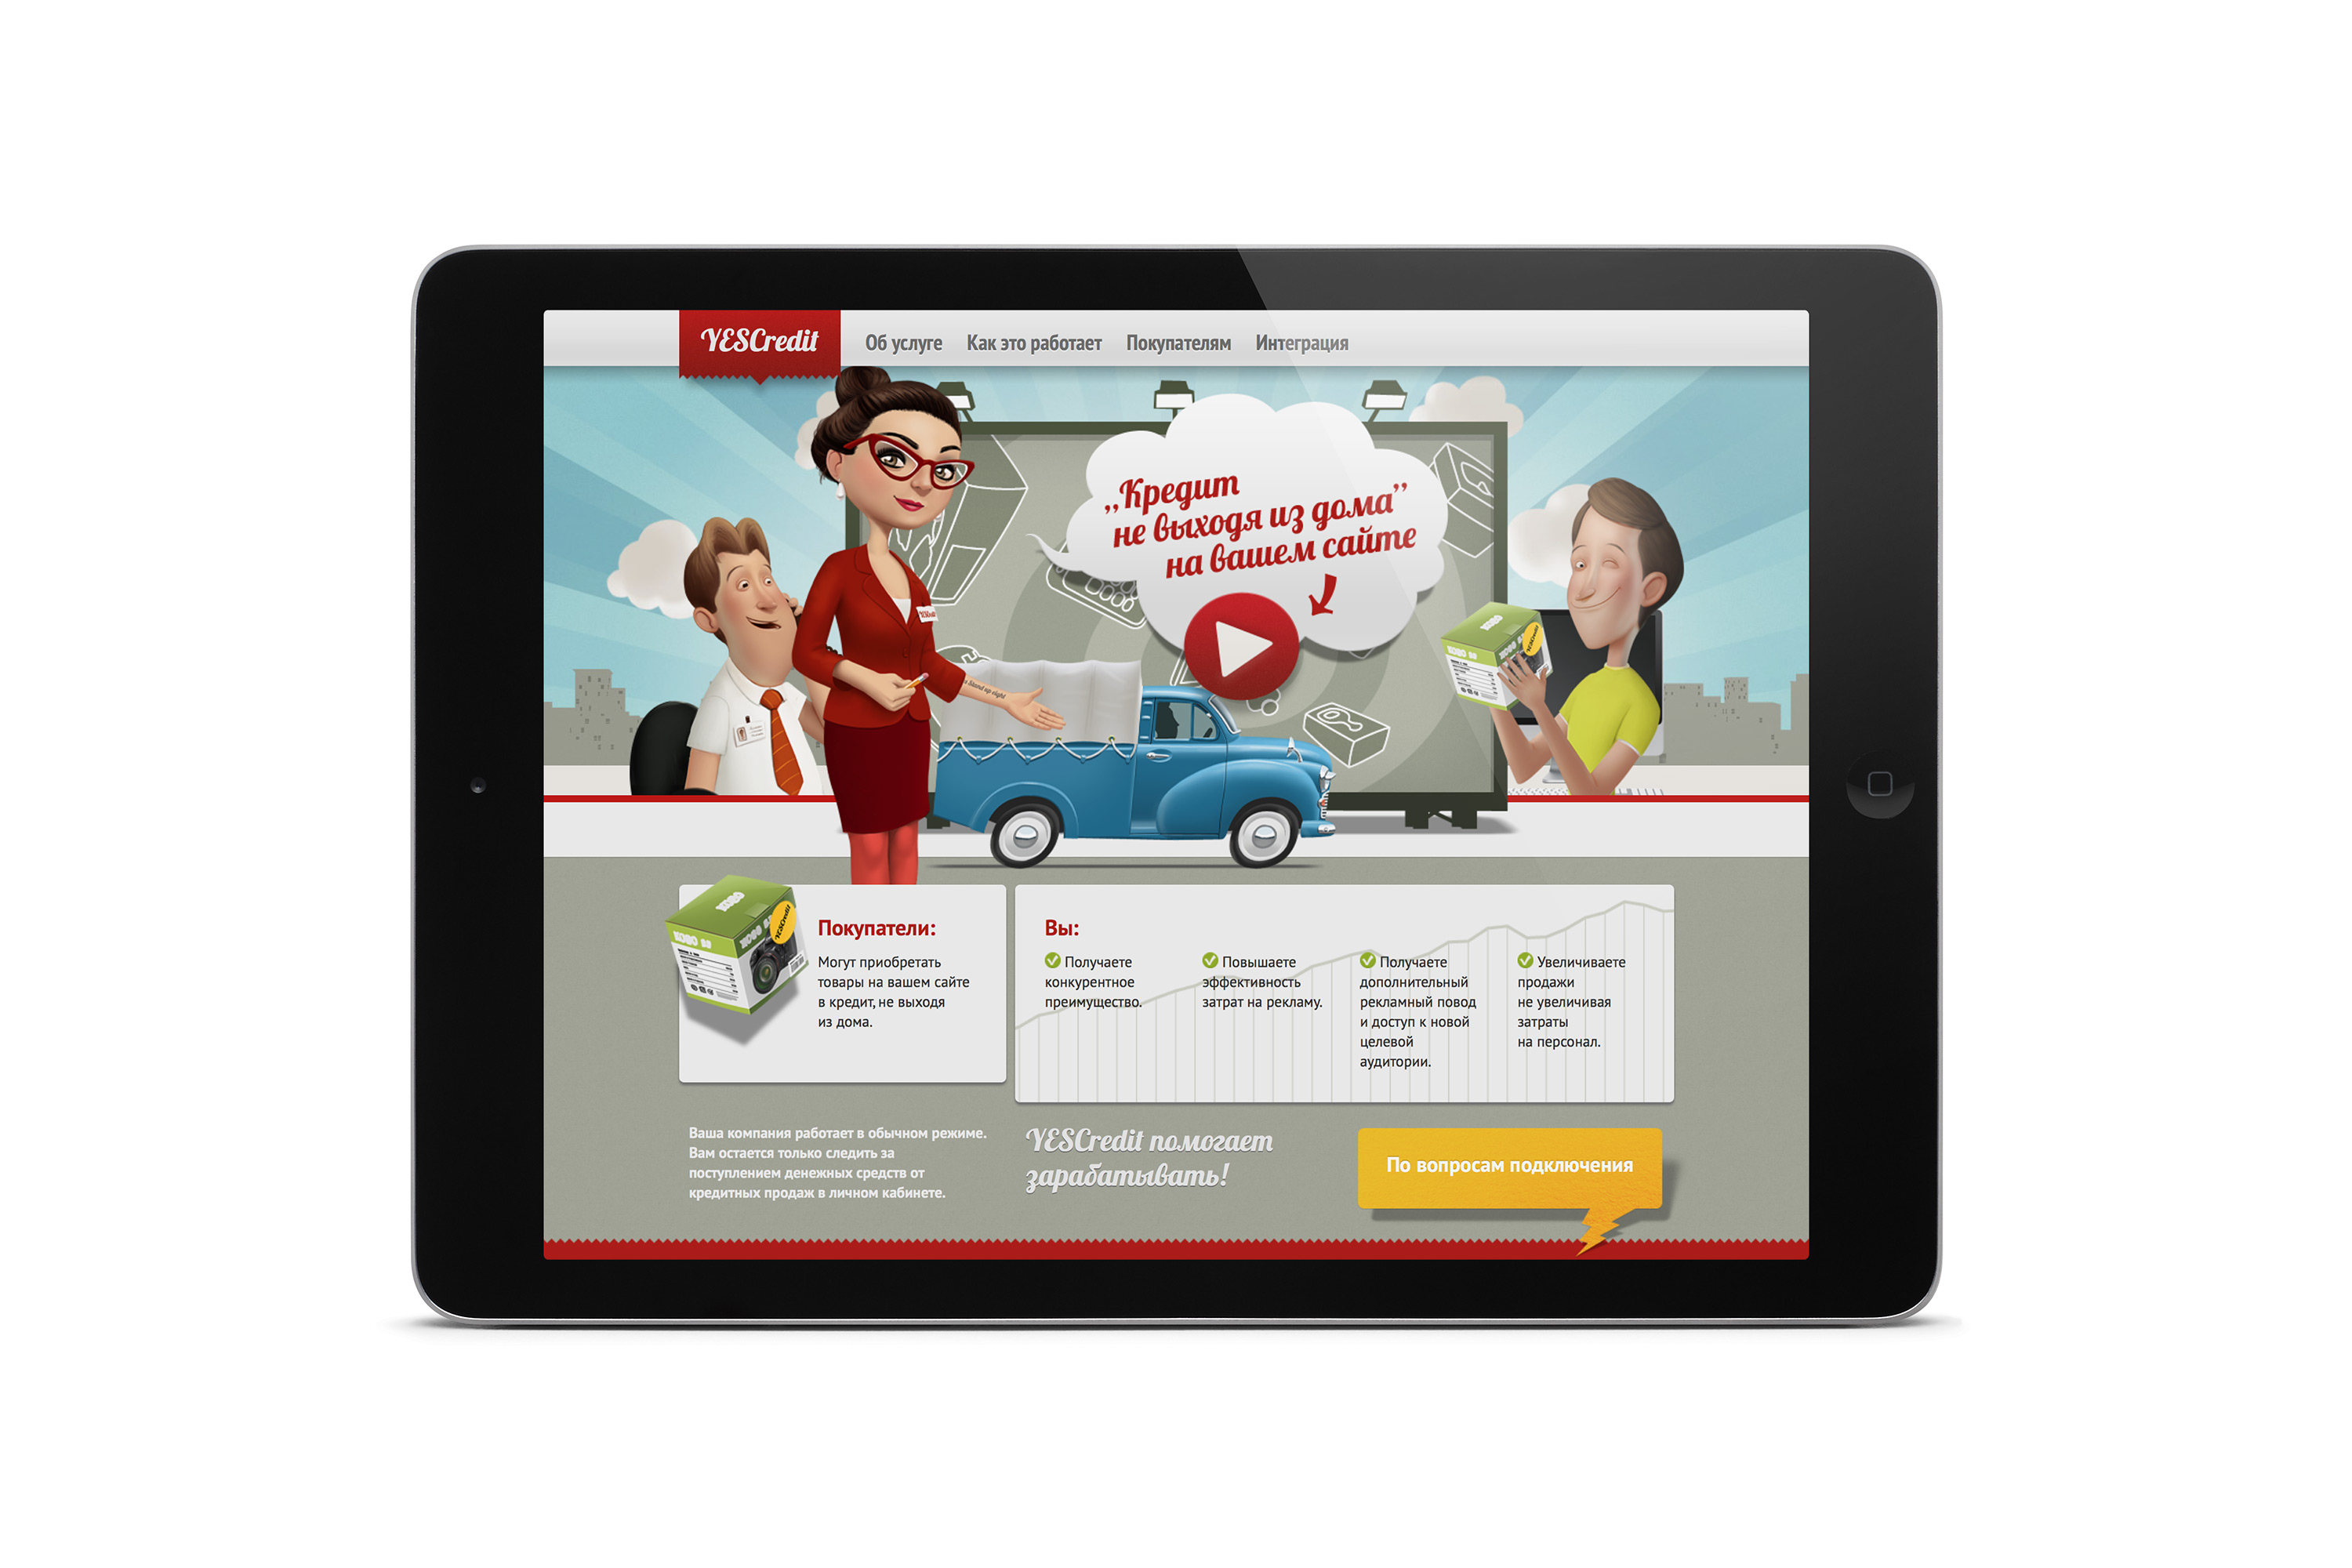 YESCredit
Об услуге
Как это работает
Покупателям
Интеграция
„Кредит
не выходя из дома”
на вашем сайте
YESCredit
Покупатели:
Могут приобретать
товары на вашем сайте
в кредит, не выходя
из дома.
Вы:
Получаете
конкурентное
преимущество.
Повышаете
эффективность
затрат на рекламу.
Получаете
дополнительный
рекламный повод
и доступ к новой
целевой
аудитории.
Увеличиваете
продажи
не увеличивая
затраты
на персонал.
Ваша компания работает в обычном режиме.
Вам остается только следить за
поступлением денежных средств от
кредитных продаж в личном кабинете.
YESCredit помогает
зарабатывать!
По вопросам подключения